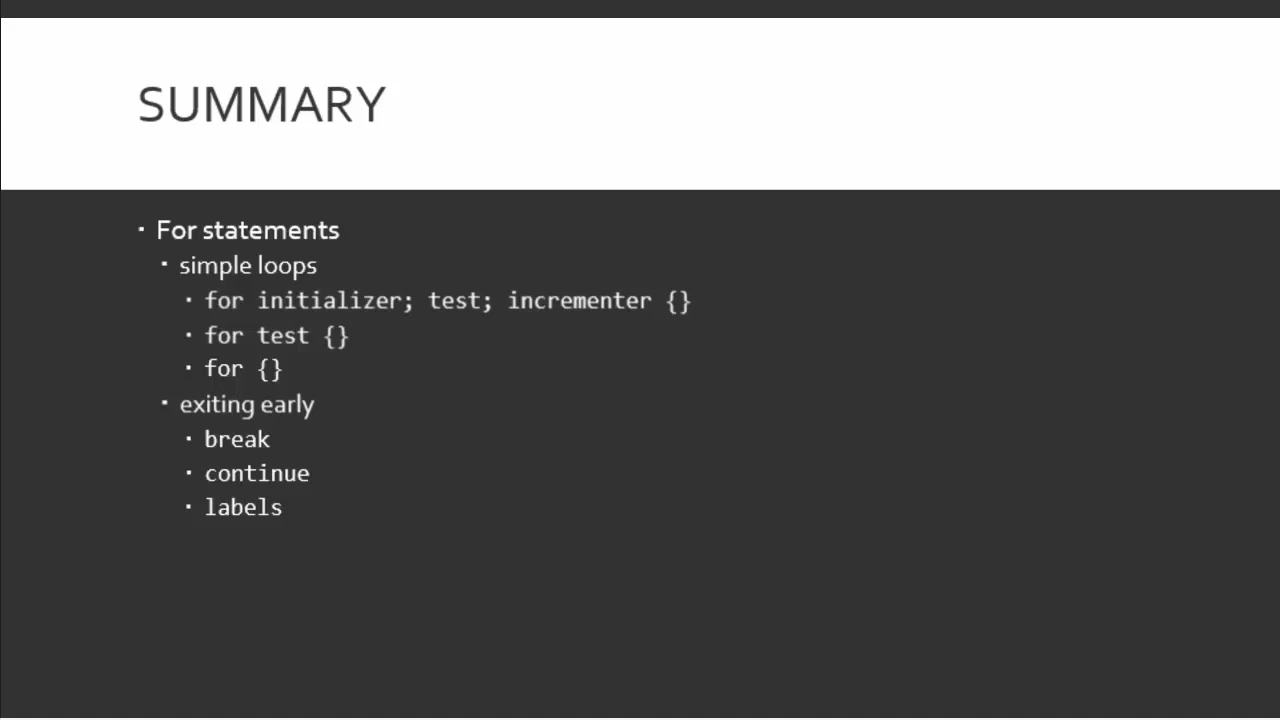 SUMMARY
▪ For statements
▪ simple loops
▪ for initializer; test; incrementer {}
▪ for test {}
▪ for {}
▪ exiting early
▪ break
▪ continue
▪ labels